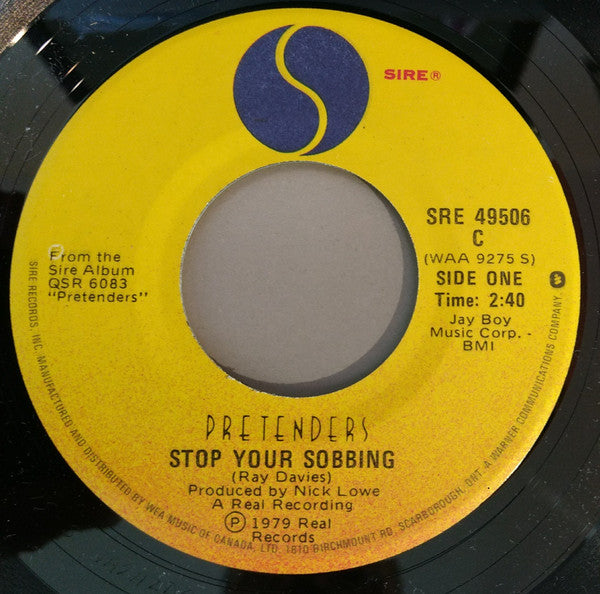 SIRE®
SRE 49506
C
(WAA 9275 S)
SIDE ONE
Time: 2:40
Jay Boy
Music Corp. -
BMI
From the
Sire Album
QSR 6083
"Pretenders"
PRETENDERS
STOP YOUR SOBBING
(Ray Davies)
Produced by Nick Lowe
A Real Recording
Ⓟ 1979 Real
Records
SIRE RECORDS, INC. MANUFACTURED AND DISTRIBUTED BY WEA MUSIC OF CANADA, LTD. 1810 BIRCHMOUNT RD, SCARBOROUGH, ONT. A WARNER COMMUNICATIONS COMPANY.